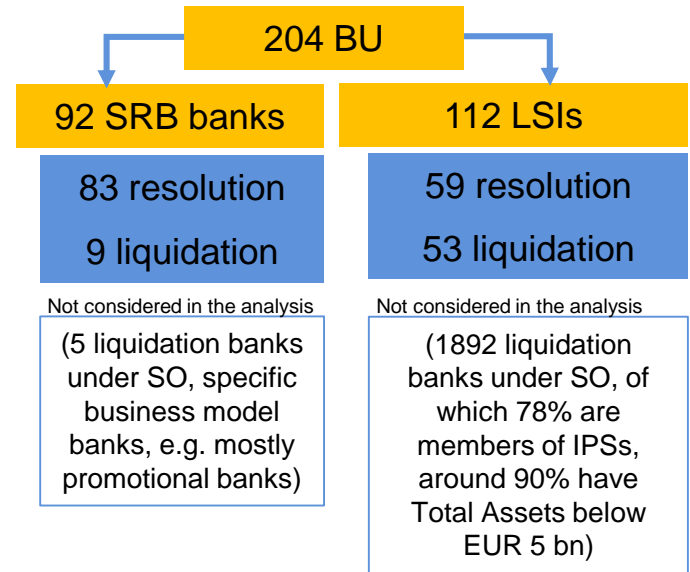 204 BU
92 SRB banks
83 resolution
9 liquidation
Not considered in the analysis
(5 liquidation banks
under SO, specific
business model
banks, e.g. mostly
promotional banks)
112 LSIs
59 resolution
53 liquidation
Not considered in the analysis
(1892 liquidation
banks under SO, of
which 78% are
members of IPSs,
around 90% have
Total Assets below
EUR 5 bn)